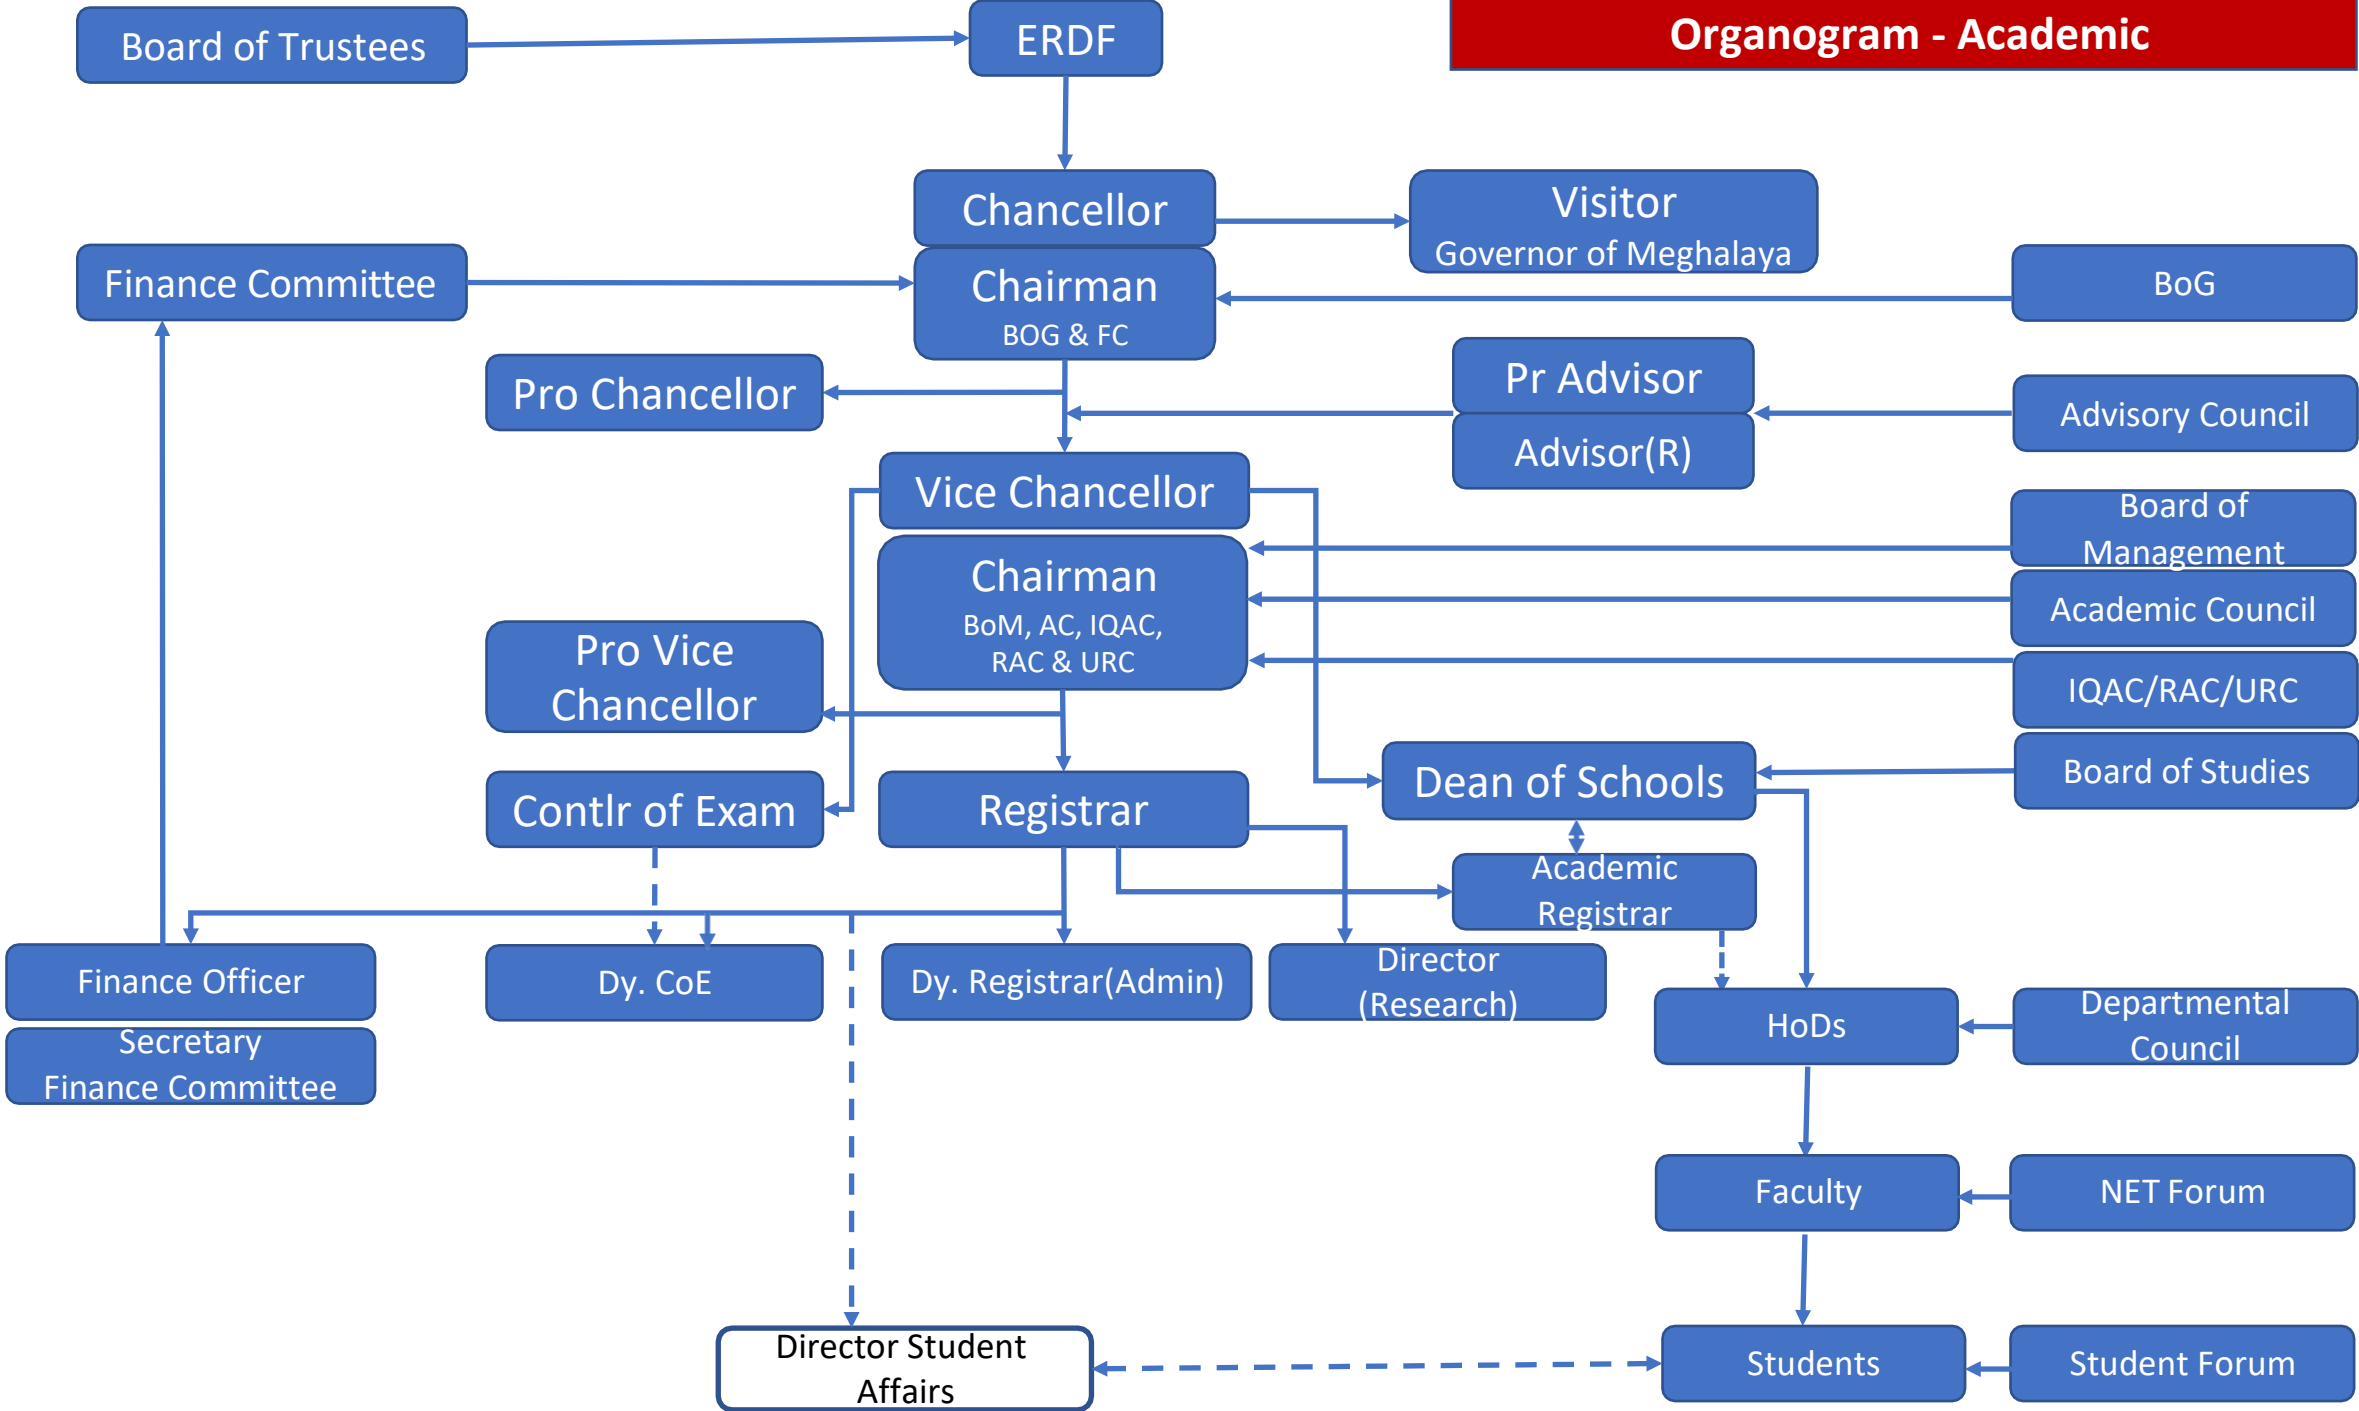 Board of Trustees
ERDF
Organogram - Academic
Chancellor
Visitor
Governor of Meghalaya
Finance Committee
Chairman
BOG & FC
BoG
Pro Chancellor
Pr Advisor
Advisor(R)
Advisory Council
Vice Chancellor
Board of
Management
Chairman
BoM, AC, IQAC,
RAC & URC
Academic Council
Pro Vice
Chancellor
IQAC/RAC/URC
Contlr of Exam
Registrar
Dean of Schools
Board of Studies
Academic
Registrar
Finance Officer
Dy. CoE
Dy. Registrar(Admin)
Director
(Research)
HoDs
Departmental
Council
Secretary
Finance Committee
Faculty
NET Forum
Director Student
Affairs
Students
Student Forum